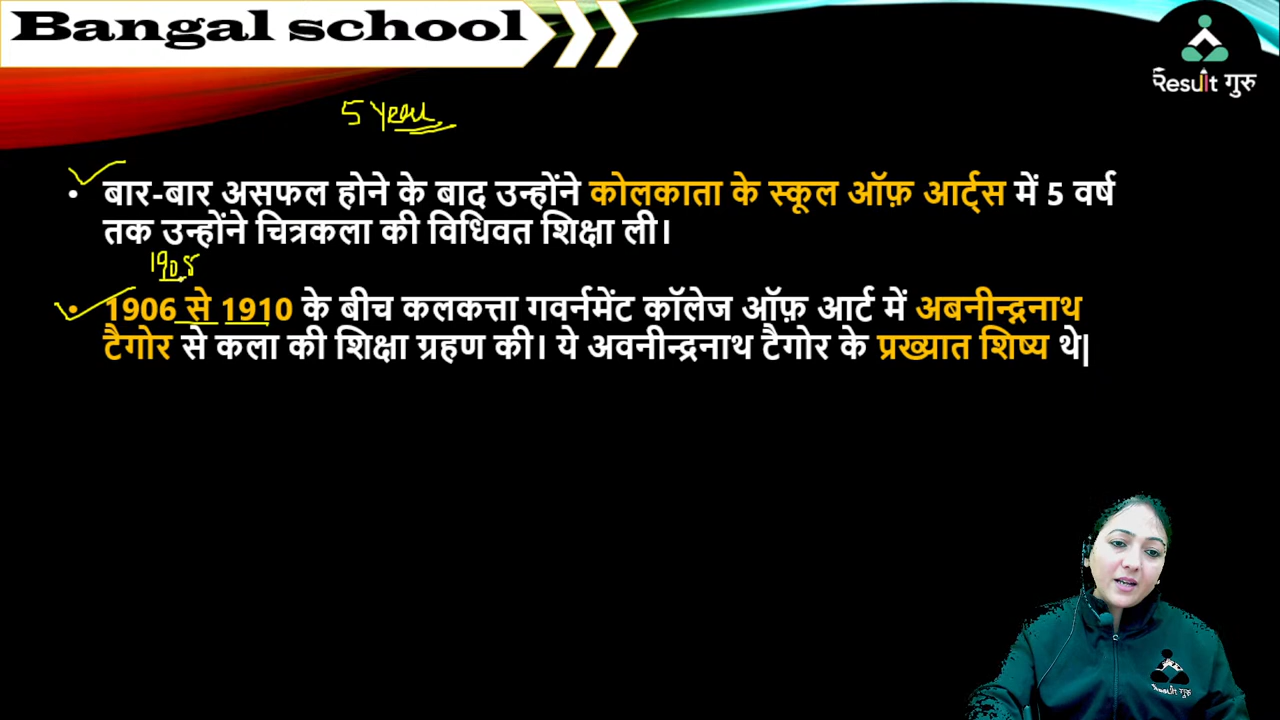 Bangal school
Result गुरु
5 Year
• बार-बार असफल होने के बाद उन्होंने कोलकाता के स्कूल ऑफ़ आर्ट्स में 5 वर्ष
तक उन्होंने चित्रकला की विधिवत शिक्षा ली।
1905
• 1906 से 1910 के बीच कलकत्ता गवर्नमेंट कॉलेज ऑफ़ आर्ट में अबनीन्द्रनाथ
टैगोर से कला की शिक्षा ग्रहण की। ये अवनीन्द्रनाथ टैगोर के प्रख्यात शिष्य थे|
Result गुरु